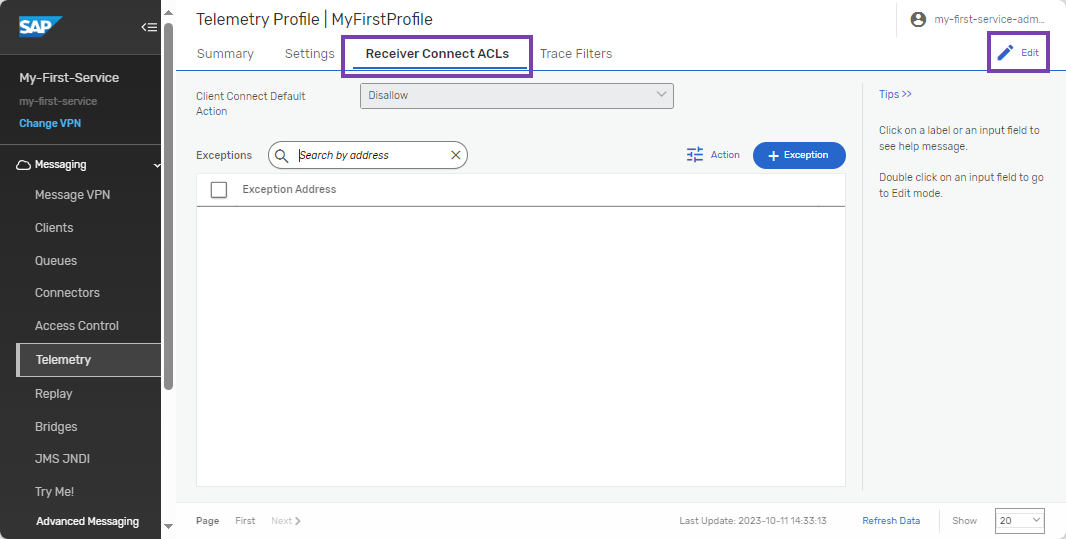 SAP
My-First-Service
my-first-service
Change VPN
Messaging
Message VPN
Clients
Queues
Connectors
Access Control
Telemetry
Replay
Bridges
JMS JNDI
Try Me!
Advanced Messaging
Telemetry Profile | MyFirstProfile
my-first-service-adm...
Summary Settings Receiver Connect ACLs Trace Filters
Edit
Client Connect Default
Action
Disallow
Exceptions
Search by address
Action
+ Exception
Exception Address
Tips >>
Click on a label or an input field to
see help message.
Double click on an input field to go
to Edit mode.
Page First Next
Last Update: 2023-10-11 14:33:13
Refresh Data
Show 20